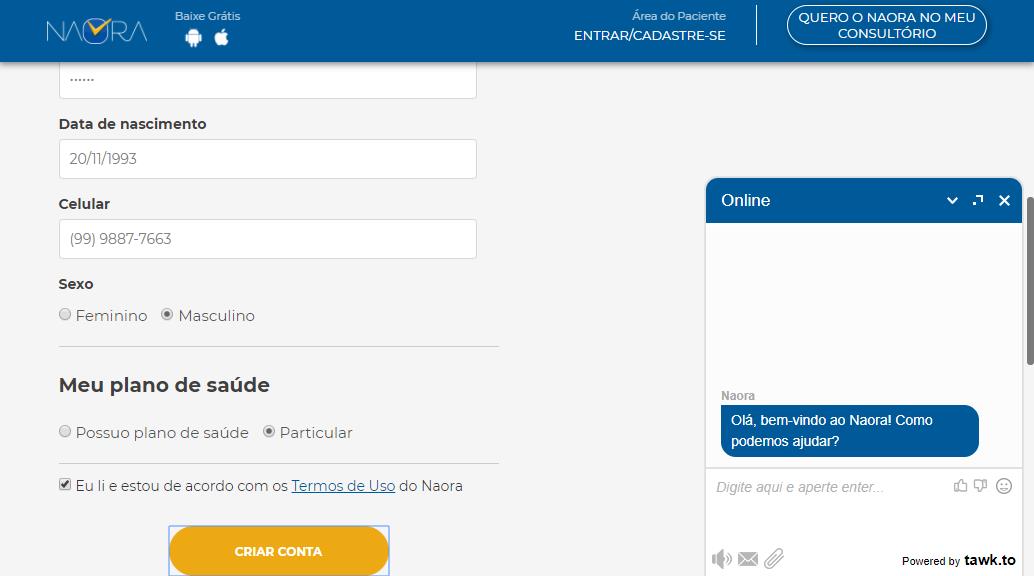 NAORA
Baixe Grátis
Área do Paciente
ENTRAR/CADASTRE-SE
QUERO O NAORA NO MEU
CONSULTÓRIO
······
Data de nascimento
20/11/1993
Celular
(99) 9887-7663
Sexo
Feminino Masculino
Meu plano de saúde
Possuo plano de saúde Particular
Eu li e estou de acordo com os Termos de Uso do Naora
CRIAR CONTA
Online
Naora
Olá, bem-vindo ao Naora! Como
podemos ajudar?
Digite aqui e aperte enter...
Powered by tawk.to